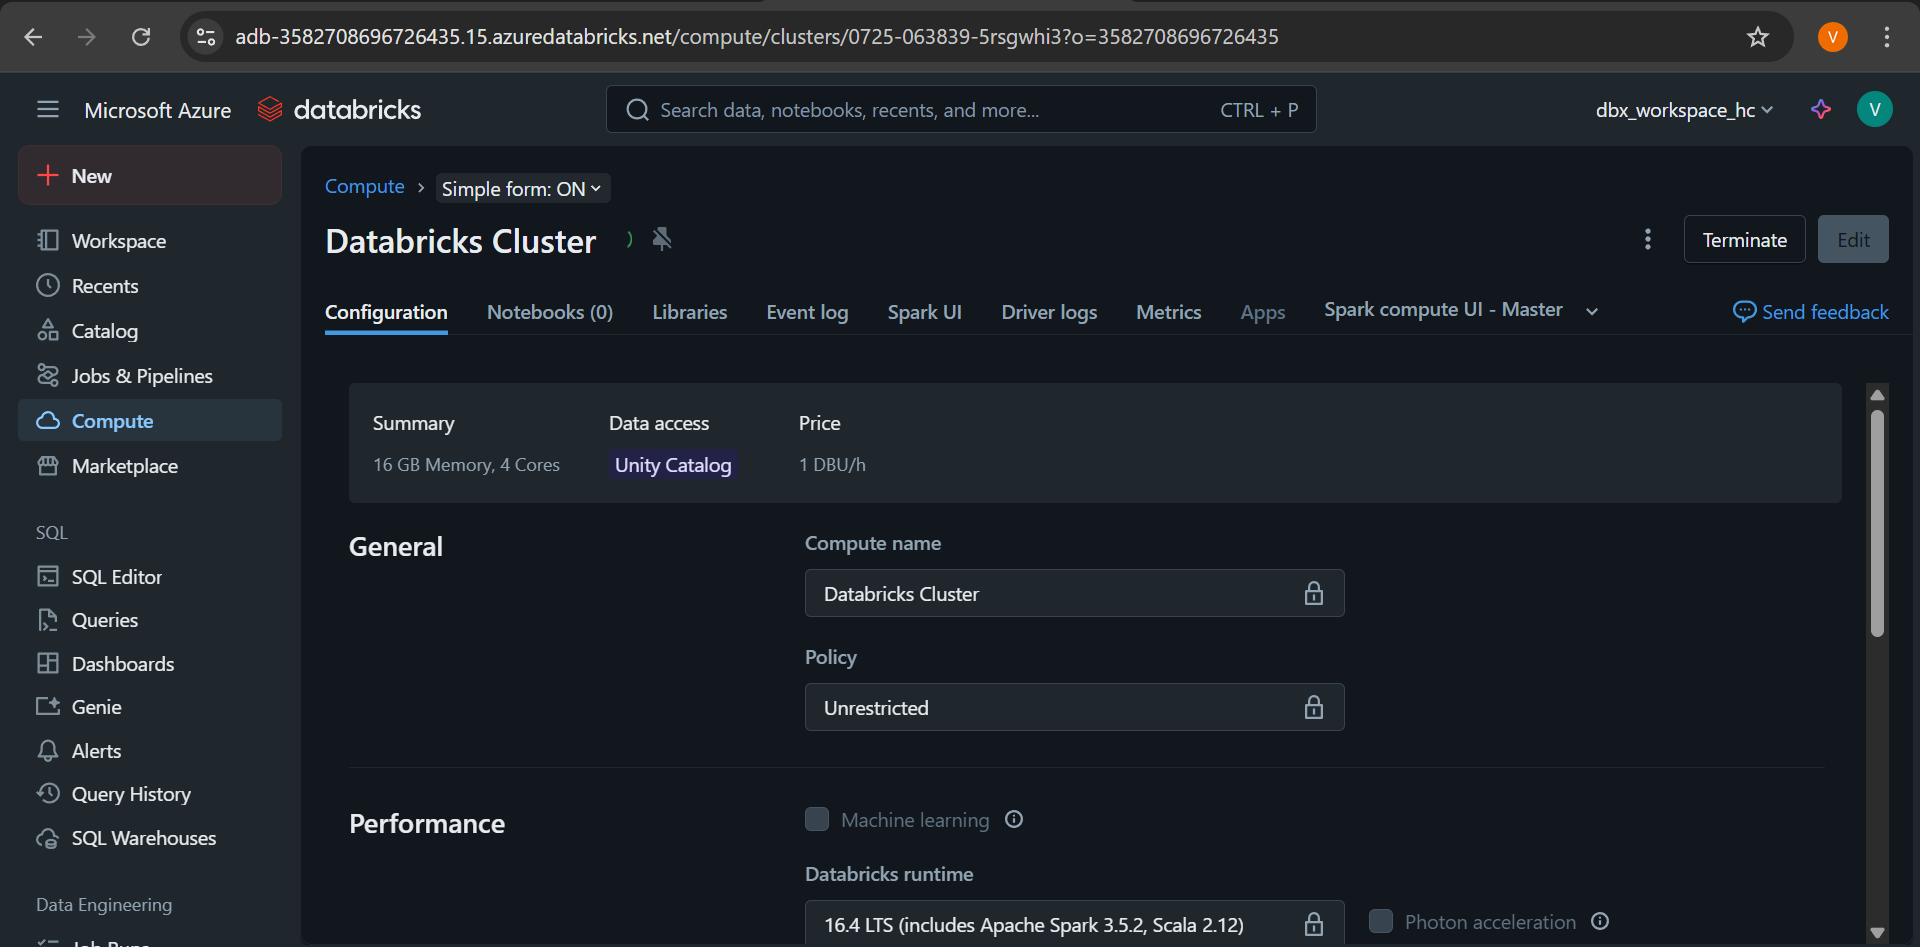 adb-3582708696726435.15.azuredatabricks.net/compute/clusters/0725-063839-5rsgwhi3?o=3582708696726435
V
Microsoft Azure
databricks
Search data, notebooks, recents, and more...
CTRL + P
dbx_workspace_hc
V
New
Workspace
Recents
Catalog
Jobs & Pipelines
Compute
Marketplace
SQL
SQL Editor
Queries
Dashboards
Genie
Alerts
Query History
SQL Warehouses
Data Engineering
Job Runs
Compute › Simple form: ON
Databricks Cluster
Terminate
Edit
Configuration
Notebooks (0)
Libraries
Event log
Spark UI
Driver logs
Metrics
Apps
Spark compute UI - Master
Send feedback
Summary
16 GB Memory, 4 Cores
Data access
Unity Catalog
Price
1 DBU/h
General
Compute name
Databricks Cluster
Policy
Unrestricted
Performance
Machine learning
Databricks runtime
16.4 LTS (includes Apache Spark 3.5.2, Scala 2.12)
Photon acceleration